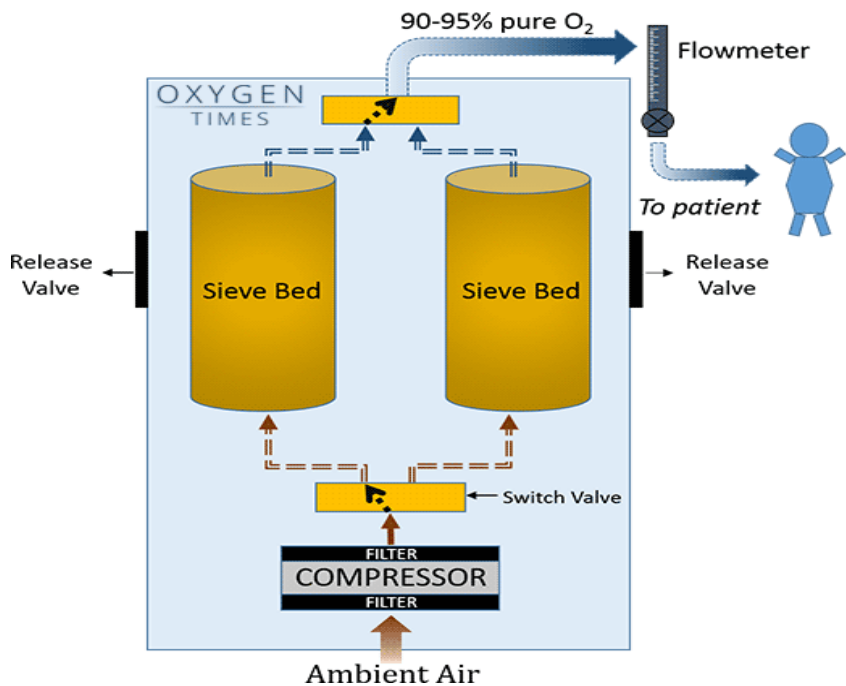 90-95% pure O₂
Flowmeter
OXYGEN
TIMES
To patient
Release
Valve
Sieve Bed
Sieve Bed
Release
Valve
Switch Valve
FILTER
COMPRESSOR
FILTER
Ambient Air